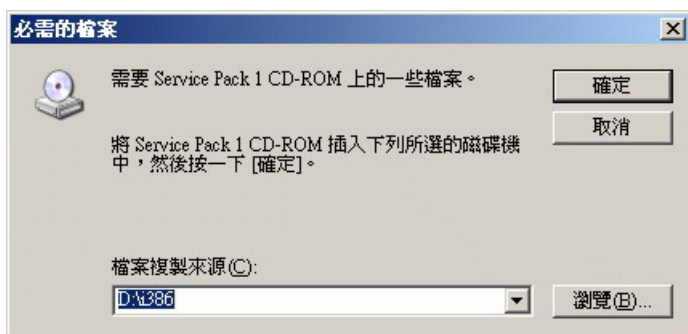 必需的檔案
需要 Service Pack 1 CD-ROM 上的一些檔案。
確定
取消
將 Service Pack 1 CD-ROM 插入下列所選的磁碟機
中，然後按一下 [確定]。
檔案複製來源(C):
D:\i386
瀏覽(B)...